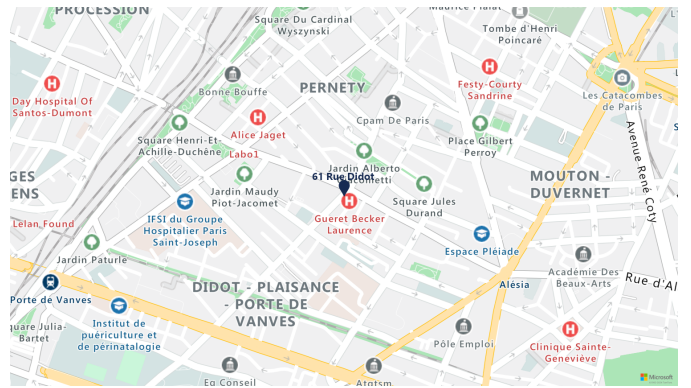 PROCESSION
Square Du Cardinal
Wyszynski
Maurice Platat
Tombe d'Henri
Poincaré
Bonne Bouffe
PERNETY
Festy-Courty
Sandrine
Les Catacombes
de Paris
Day Hospital Of
Santos-Dumont
Cpam De Paris
Alice Jaget
Square Henri-Et-
Achille-Duchêne
Labo1
Place Gilbert
Perroy
Avenue René Coty
Jardin Alberto
61 Rue Didot
Jardin Maudy
Piot-Jacomet
GES
ENS
MOUTON -
DUVERNET
Square Jules
Durand
Gueret Becker
Laurence
IFSI du Groupe
Hospitalier Paris
Saint-Joseph
Lelan Found
Espace Pléiade
Jardin Paturle
Académie Des
Beaux-Arts
Rue d'Al
Alésia
DIDOT - PLAISANCE
- PORTE DE
VANVES
Porte de Vanves
Institut de
puériculture et
de périnatalogie
quare Julia-
Bartet
Pôle Emploi
Clinique Sainte-
Geneviève
Eg Conseil
Atgtsm
Microsoft